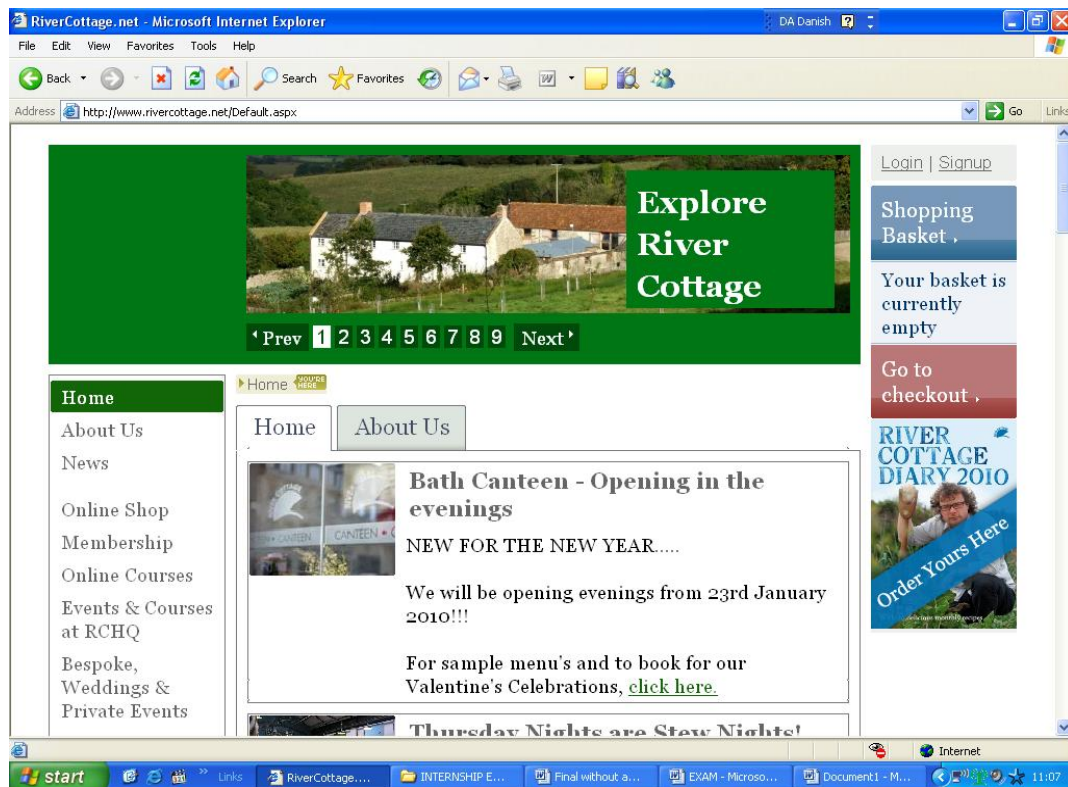 RiverCottage.net - Microsoft Internet Explorer
DA Danish
File Edit View Favorites Tools Help
Back Search Favorites
Address http://www.rivercottage.net/Default.aspx Go Links
Explore
River
Cottage
Prev 1 2 3 4 5 6 7 8 9 Next
Login | Signup
Shopping
Basket
Your basket is
currently
empty
Go to
checkout
RIVER
COTTAGE
DIARY 2010
Order Yours Here
Home
About Us
News
Online Shop
Membership
Online Courses
Events & Courses
at RCHQ
Bespoke,
Weddings &
Private Events
Home YOU'RE HERE
Home About Us
CANTEEN
Bath Canteen - Opening in the
evenings
NEW FOR THE NEW YEAR.....
We will be opening evenings from 23rd January
2010!!!
For sample menu's and to book for our
Valentine's Celebrations, click here.
Thursday Nights are Stew Nights!
Internet
start Links RiverCottage.... INTERNSHIP E... Final without a... EXAM - Microso... Document1 - M... 11:07